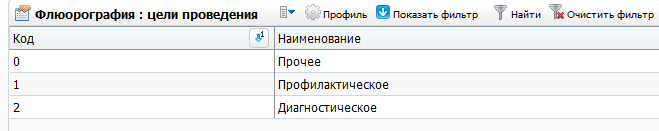 Флюорография : цели проведения Профиль Показать фильтр Найти Очистить фильтр
Код Наименование
0 Прочее
1 Профилактическое
2 Диагностическое